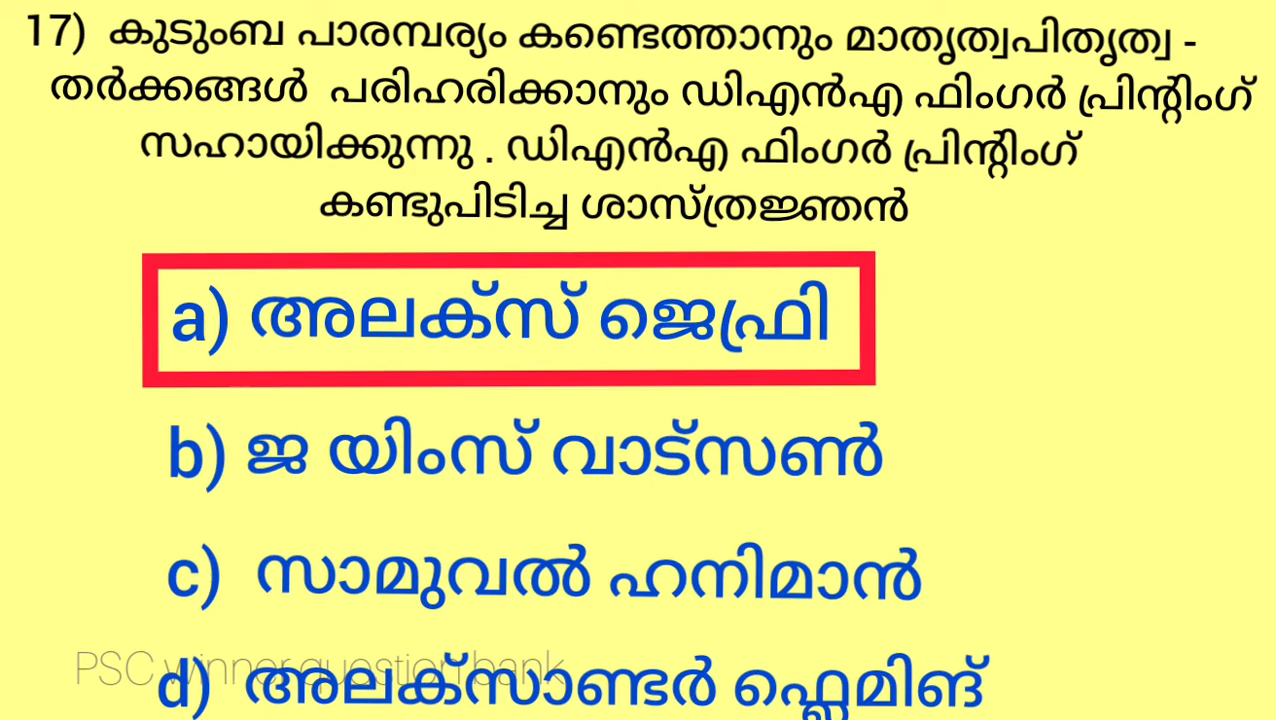 17) കുടുംബ പാരമ്പര്യം കണ്ടെത്താനും മാതൃത്വപിതൃത്വ -
തർക്കങ്ങൾ പരിഹരിക്കാനും ഡിഎൻഎ ഫിംഗർ പ്രിന്റിംഗ്
സഹായിക്കുന്നു . ഡിഎൻഎ ഫിംഗർ പ്രിന്റിംഗ്
കണ്ടുപിടിച്ച ശാസ്ത്രജ്ഞൻ
a) അലക്സ് ജെഫ്രി
b) ജ യിംസ് വാട്സൺ
c) സാമുവൽ ഹനിമാൻ
PSC winner question bank
d) അലക്സാണ്ടർ ഫ്ലെമിങ്